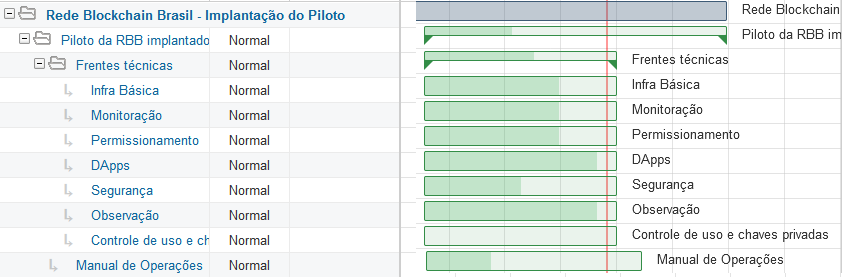 Rede Blockchain Brasil - Implantação do Piloto Rede Blockchain
Piloto da RBB implantado Normal Piloto da RBB im
Frentes técnicas Normal Frentes técnicas
Infra Básica Normal Infra Básica
Monitoração Normal Monitoração
Permissionamento Normal Permissionamento
DApps Normal DApps
Segurança Normal Segurança
Observação Normal Observação
Controle de uso e ch Normal Controle de uso e chaves privadas
Manual de Operações Normal Manual de Operações